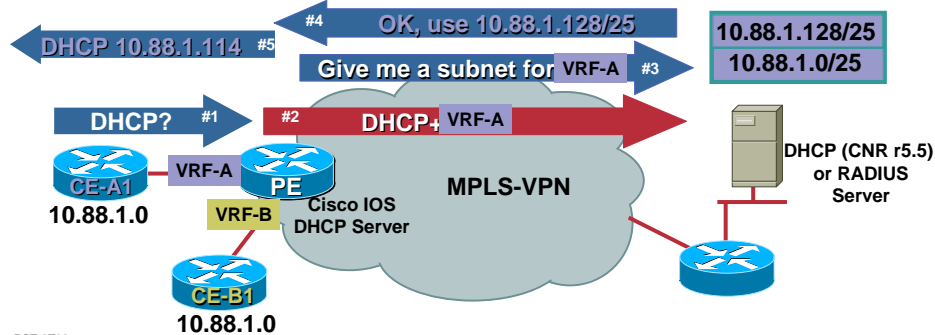 #4 OK, use 10.88.1.128/25
10.88.1.128/25
10.88.1.0/25
DHCP 10.88.1.114 #5
Give me a subnet for VRF-A #3
DHCP? #1
#2 DHCP+ VRF-A
CE-A1
VRF-A
PE
10.88.1.0
MPLS-VPN
DHCP (CNR r5.5)
or RADIUS
Server
VRF-B
Cisco IOS
DHCP Server
CE-B1
10.88.1.0